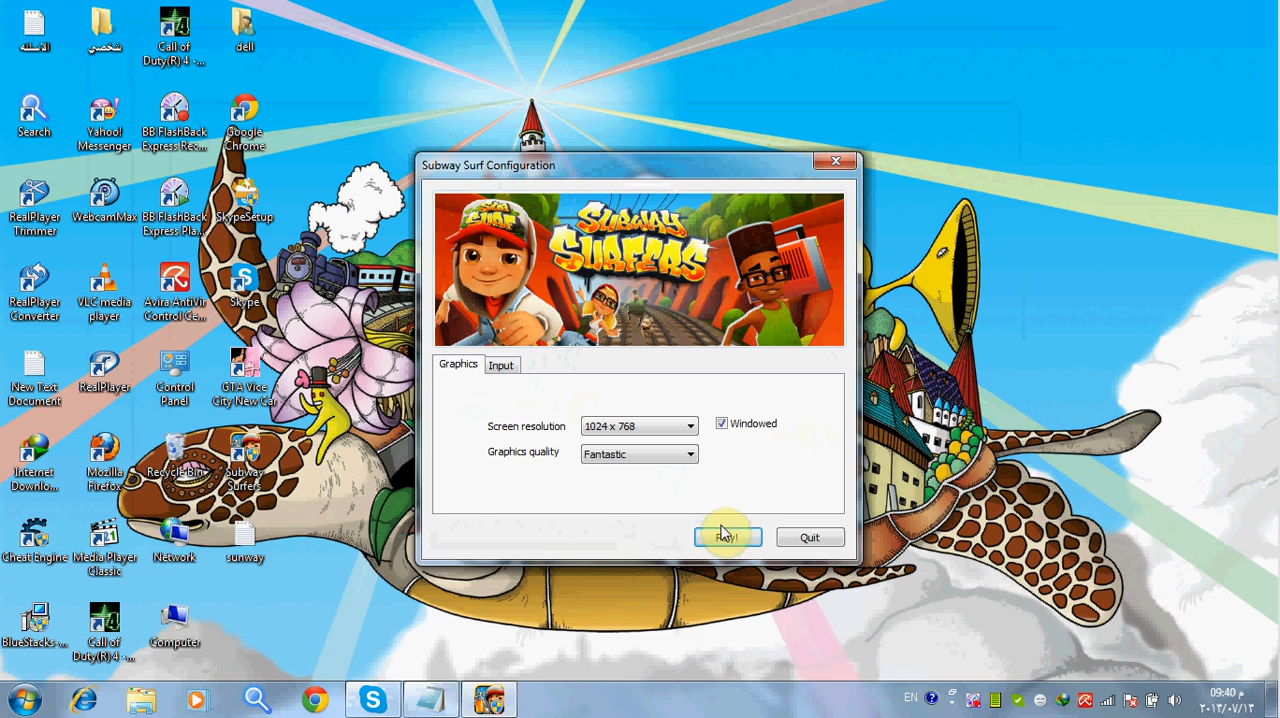 الاسئله
شخصي
Call of
Duty(R) 4 -...
dell
Search
Yahoo!
Messenger
BB FlashBack
Express Rec...
Google
Chrome
RealPlayer
Trimmer
WebcamMax
BB FlashBack
Express Pla...
SkypeSetup
RealPlayer
Converter
VLC media
player
Avira AntiVir
Control Ce...
Skype
New Text
Document
RealPlayer
Control
Panel
GTA Vice
City New Car
Internet
Downlo...
Mozilla
Firefox
Recycle Bin
Subway
Surfers
Cheat Engine
Media Player
Classic
Network
sunway
BlueStacks-...
Call of
Duty(R) 4 -...
Computer
Subway Surf Configuration
SUBWAY
SURFERS
Graphics
Input
Screen resolution
1024 x 768
Windowed
Graphics quality
Fantastic
Play!
Quit
EN
09:40 م
٢٠١٣/٠٧/١٣